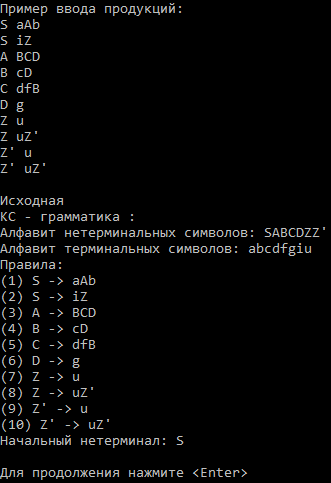 Пример ввода продукций:
S aAb
S iZ
A BCD
B cD
C dfB
D g
Z u
Z uZ'
Z' u
Z' uZ'
Исходная
КС - грамматика :
Алфавит нетерминальных символов: SABCDZZ'
Алфавит терминальных символов: abcdfgiu
Правила:
(1) S -> aAb
(2) S -> iZ
(3) A -> BCD
(4) B -> cD
(5) C -> dfB
(6) D -> g
(7) Z -> u
(8) Z -> uZ'
(9) Z' -> u
(10) Z' -> uZ'
Начальный нетерминал: S
Для продолжения нажмите <Enter>